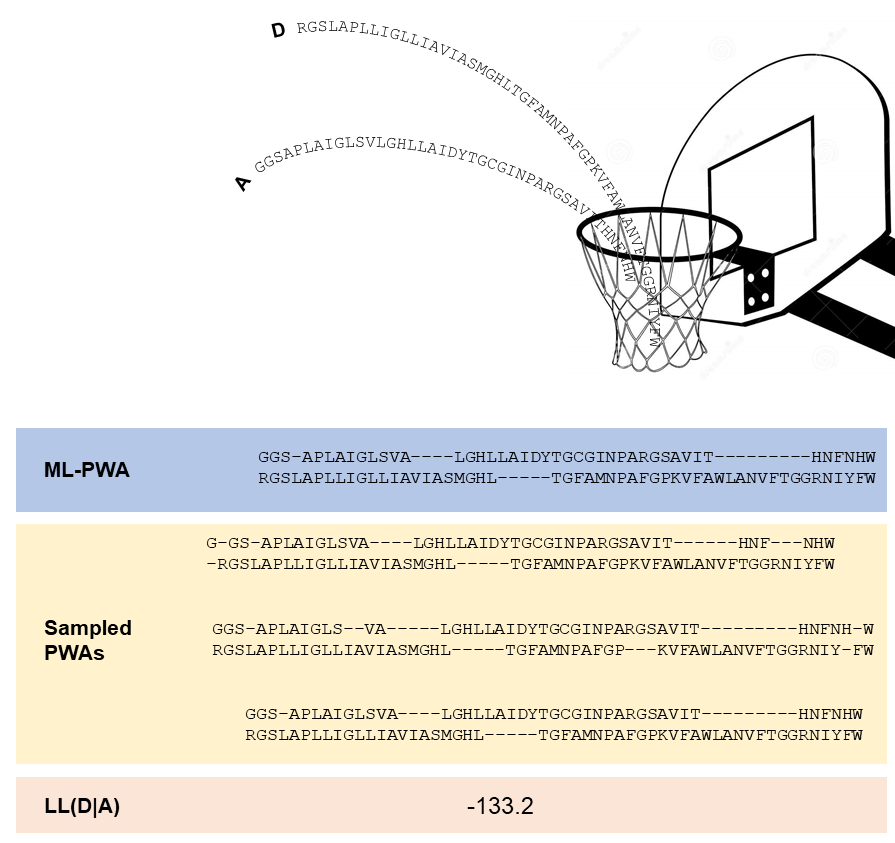 D RGSLAPLLIGLLIAVIASMGHLTGFAMNPAFGPKVFAWLANVFTGGRNIYFW
A GGSAPLAIGLSVLGHLLAIDYTGCGINPARGSAVITHNFNHW
ML-PWA
GGS-APLAIGLSVA----LGHLLAIDYTGCGINPARGSAVIT---------HNFNHW
RGSLAPLLIGLLIAVIASMGHL-----TGFAMNPAFGPKVFAWLANVFTGGRNIYFW
Sampled
PWAs
G-GS-APLAIGLSVA----LGHLLAIDYTGCGINPARGSAVIT------HNF---NHW
-RGSLAPLLIGLLIAVIASMGHL-----TGFAMNPAFGPKVFAWLANVFTGGRNIYFW
GGS-APLAIGLS--VA-----LGHLLAIDYTGCGINPARGSAVIT---------HNFNH-W
RGSLAPLLIGLLIAVIASMGHL-----TGFAMNPAFGP---KVFAWLANVFTGGRNIY-FW
GGS-APLAIGLSVA----LGHLLAIDYTGCGINPARGSAVIT---------HNFNHW
RGSLAPLLIGLLIAVIASMGHL-----TGFAMNPAFGPKVFAWLANVFTGGRNIYFW
LL(D|A)
-133.2